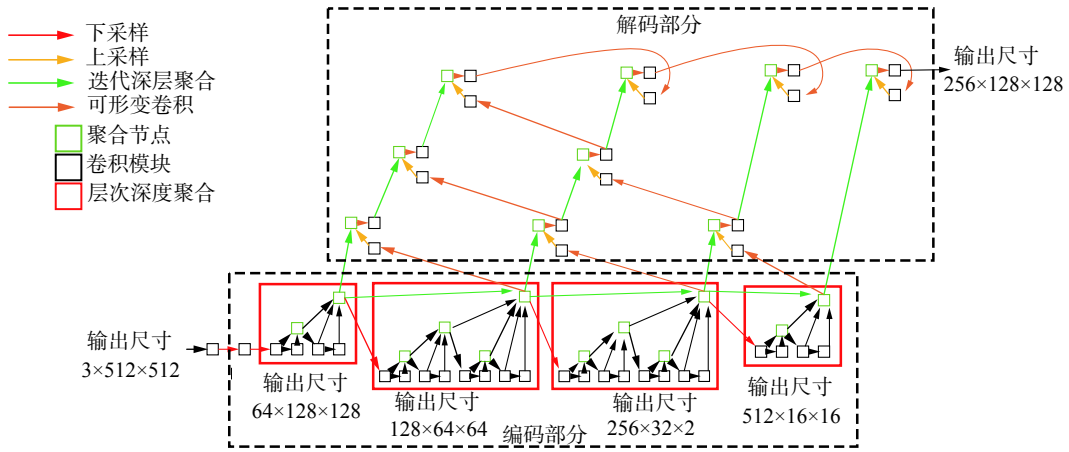 下采样
上采样
迭代深层聚合
可形变卷积
聚合节点
卷积模块
层次深度聚合
解码部分
输出尺寸
256×128×128
输出尺寸
3×512×512
输出尺寸
64×128×128
输出尺寸
128×64×64
输出尺寸
256×32×2
输出尺寸
512×16×16
编码部分